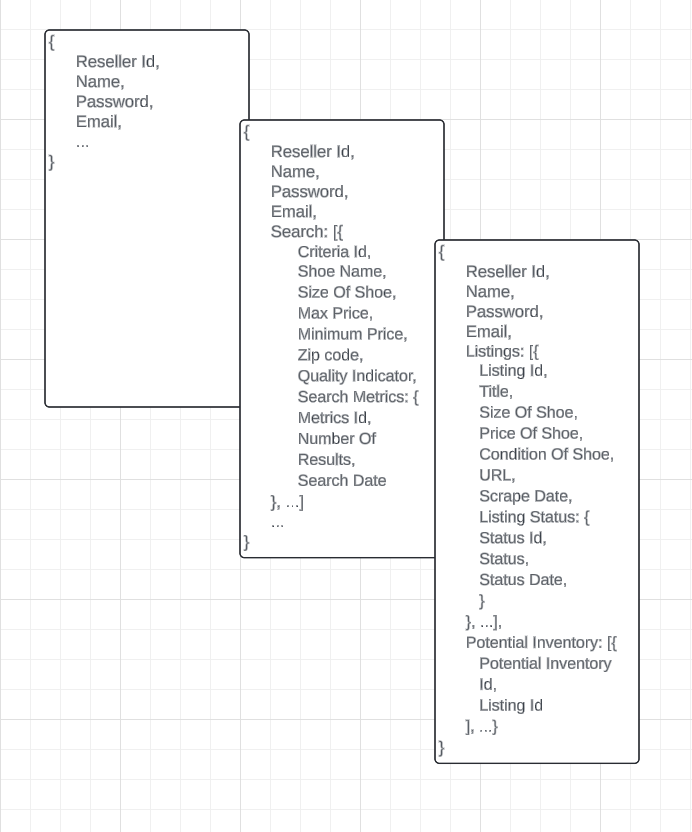 {
Reseller Id,
Name,
Password,
Email,
...
}
{
Reseller Id,
Name,
Password,
Email,
Search: [{
Criteria Id,
Shoe Name,
Size Of Shoe,
Max Price,
Minimum Price,
Zip code,
Quality Indicator,
Search Metrics: {
Metrics Id,
Number Of
Results,
Search Date
}, ...]
...
}
{
Reseller Id,
Name,
Password,
Email,
Listings: [{
Listing Id,
Title,
Size Of Shoe,
Price Of Shoe,
Condition Of Shoe,
URL,
Scrape Date,
Listing Status: {
Status Id,
Status,
Status Date,
}
}, ...],
Potential Inventory: [{
Potential Inventory
Id,
Listing Id
], ...}
}